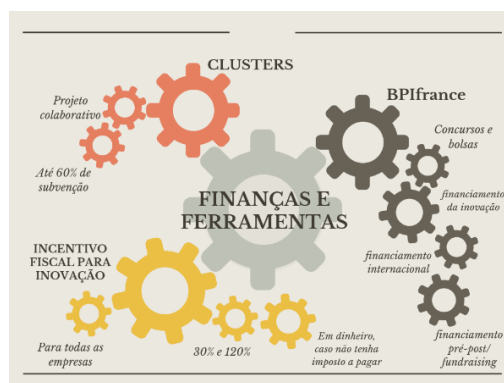 CLUSTERS
Projeto
colaborativo
Até 60% de
subvenção
BPIfrance
Concursos e
bolsas
financiamento
da inovação
financiamento
internacional
financiamento
pré-post/
fundraising
FINANÇAS E
FERRAMENTAS
INCENTIVO
FISCAL PARA
INOVAÇÃO
Para todas as
empresas
30% e 120%
Em dinheiro,
caso não tenha
imposto a pagar